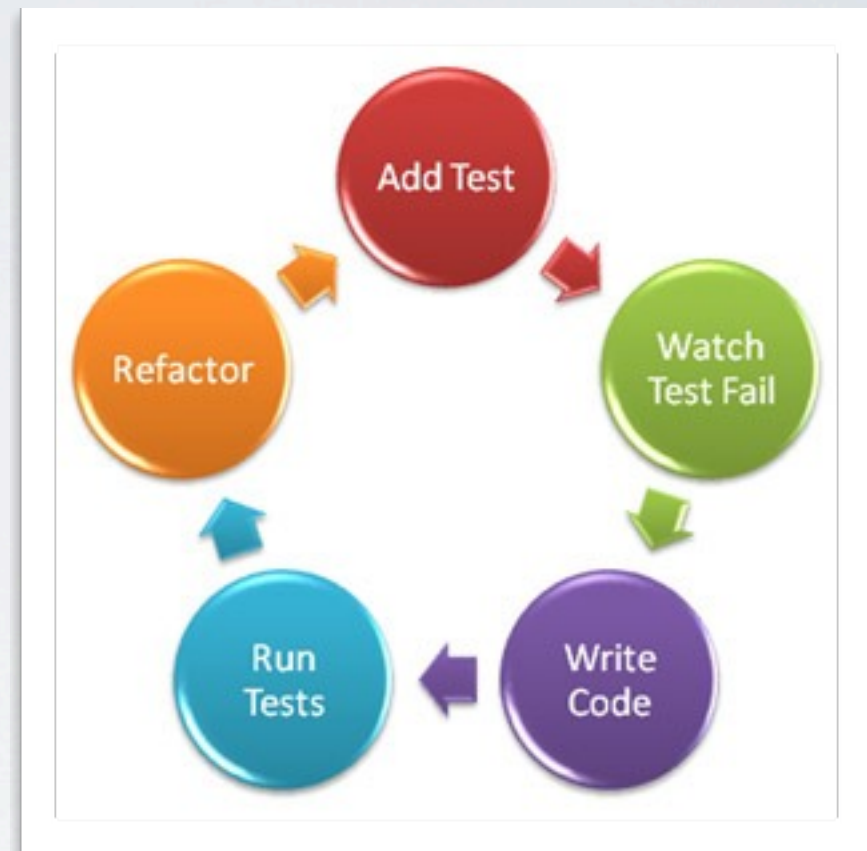 Add Test
Watch
Test Fail
Write
Code
Run
Tests
Refactor